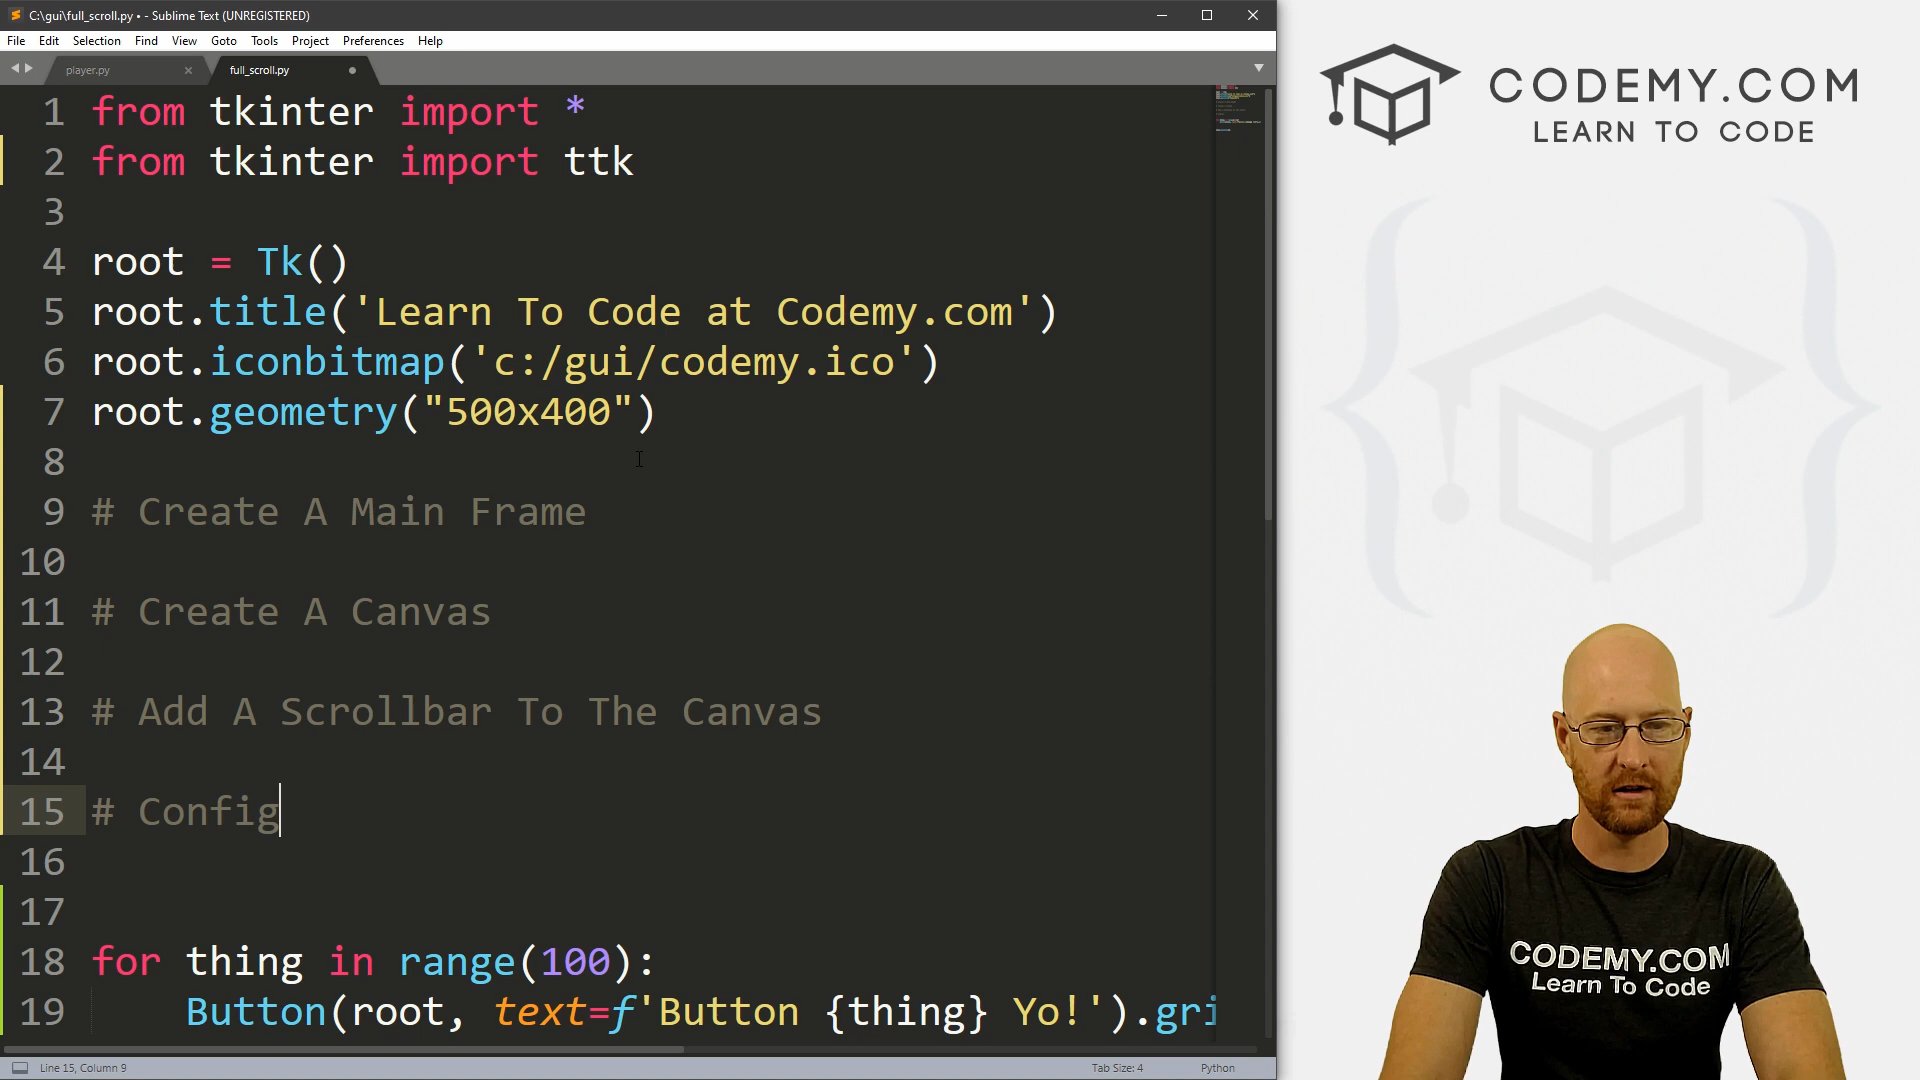 C:\gui\full_scroll.py • - Sublime Text (UNREGISTERED)
File Edit Selection Find View Goto Tools Project Preferences Help
player.py full_scroll.py
1 from tkinter import *
2 from tkinter import ttk
3
4 root = Tk()
5 root.title('Learn To Code at Codemy.com')
6 root.iconbitmap('c:/gui/codemy.ico')
7 root.geometry("500x400")
8
9 # Create A Main Frame
10
11 # Create A Canvas
12
13 # Add A Scrollbar To The Canvas
14
15 # Config
16
17
18 for thing in range(100):
19 Button(root, text=f'Button {thing} Yo!').gri
Line 15, Column 9 Tab Size: 4 Python
CODEMY.COM
LEARN TO CODE
CODEMY.COM
Learn To Code